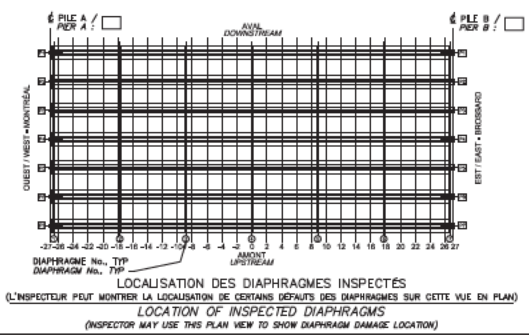 ℄ PILE A /
PIER A :
AVAL
DOWNSTREAM
℄ PILE B /
PIER B :
OUEST / WEST - MONTRÉAL
EST / EAST - BROSSARD
-27 -26 -24 -22 -20 -18 -16 -14 -12 -10 -8 -6 -4 -2 0 2 4 6 8 10 12 14 16 18 20 22 24 26 27
DIAPHRAGME No., TYP
DIAPHRAGM No., TYP
AMONT
UPSTREAM
LOCALISATION DES DIAPHRAGMES INSPECTÉS
(L'INSPECTEUR PEUT MONTRER LA LOCALISATION DE CERTAINS DÉFAUTS DES DIAPHRAGMES SUR CETTE VUE EN PLAN)
LOCATION OF INSPECTED DIAPHRAGMS
(INSPECTOR MAY USE THIS PLAN VIEW TO SHOW DIAPHRAGM DAMAGE LOCATION)